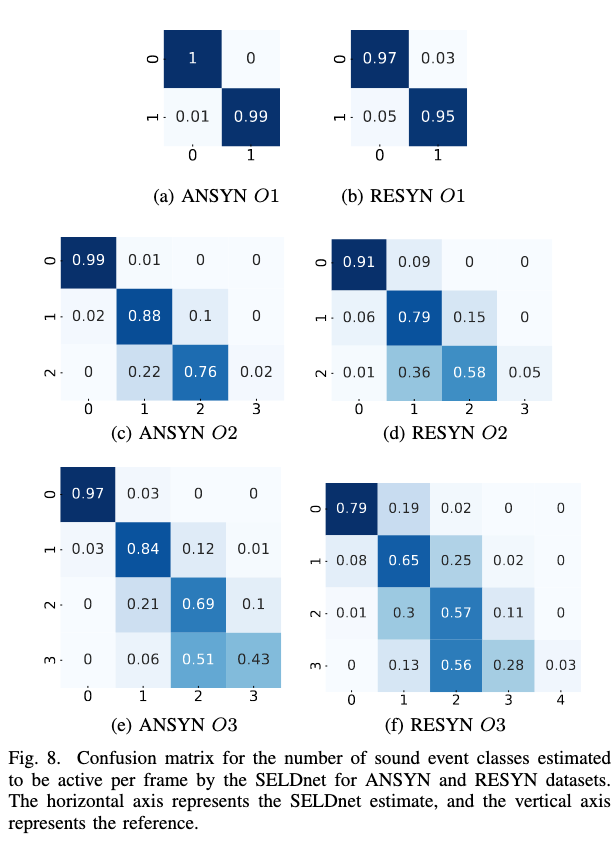 0 1 0
1 0.01 0.99
0 1
(a) ANSYN O1
0 0.97 0.03
1 0.05 0.95
0 1
(b) RESYN O1
0 0.99 0.01 0 0
1 0.02 0.88 0.1 0
2 0 0.22 0.76 0.02
0 1 2 3
(c) ANSYN O2
0 0.91 0.09 0 0
1 0.06 0.79 0.15 0
2 0.01 0.36 0.58 0.05
0 1 2 3
(d) RESYN O2
0 0.97 0.03 0 0
1 0.03 0.84 0.12 0.01
2 0 0.21 0.69 0.1
3 0 0.06 0.51 0.43
0 1 2 3
(e) ANSYN O3
0 0.79 0.19 0.02 0 0
1 0.08 0.65 0.25 0.02 0
2 0.01 0.3 0.57 0.11 0
3 0 0.13 0.56 0.28 0.03
0 1 2 3 4
(f) RESYN O3
Fig. 8. Confusion matrix for the number of sound event classes estimated
to be active per frame by the SELDnet for ANSYN and RESYN datasets.
The horizontal axis represents the SELDnet estimate, and the vertical axis
represents the reference.